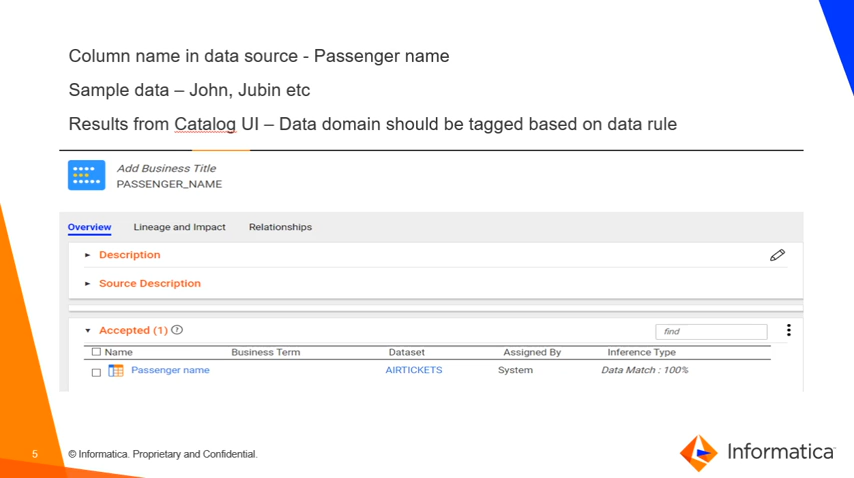 Column name in data source - Passenger name
Sample data – John, Jubin etc
Results from Catalog UI – Data domain should be tagged based on data rule
Add Business Title
PASSENGER_NAME
Overview Lineage and Impact Relationships
Description
Source Description
Accepted (1) ? find
Name Business Term Dataset Assigned By Inference Type
Passenger name AIRTICKETS System Data Match : 100%
5 © Informatica. Proprietary and Confidential.
Informatica